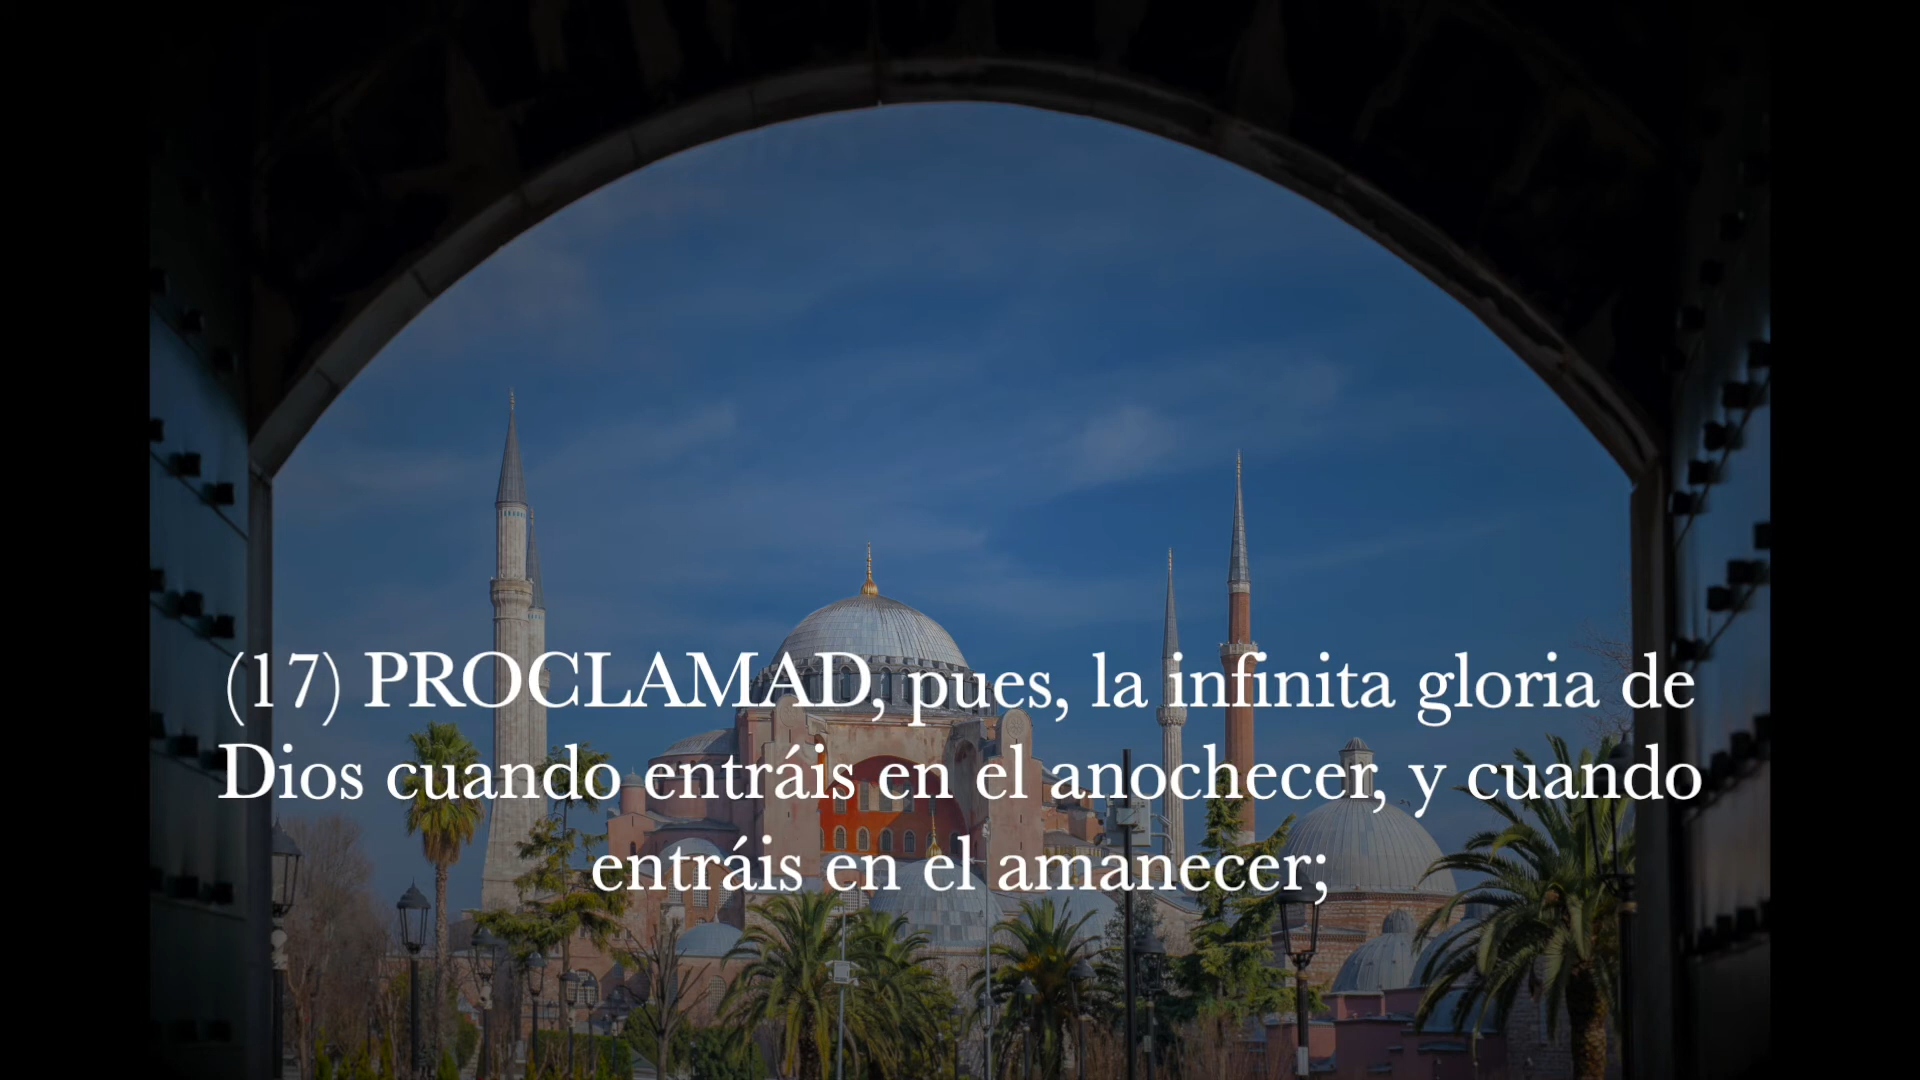 (17) PROCLAMAD, pues, la infinita gloria de
Dios cuando entráis en el anochecer, y cuando
entráis en el amanecer;